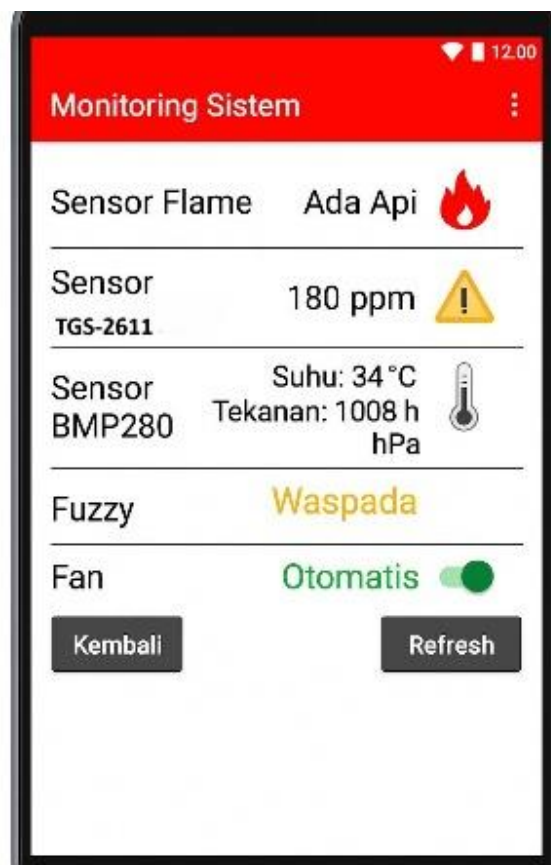 12.00
Monitoring Sistem
Sensor Flame Ada Api
Sensor
TGS-2611
180 ppm
Sensor
BMP280
Suhu: 34°C
Tekanan: 1008 h
hPa
Fuzzy Waspada
Fan Otomatis
Kembali Refresh